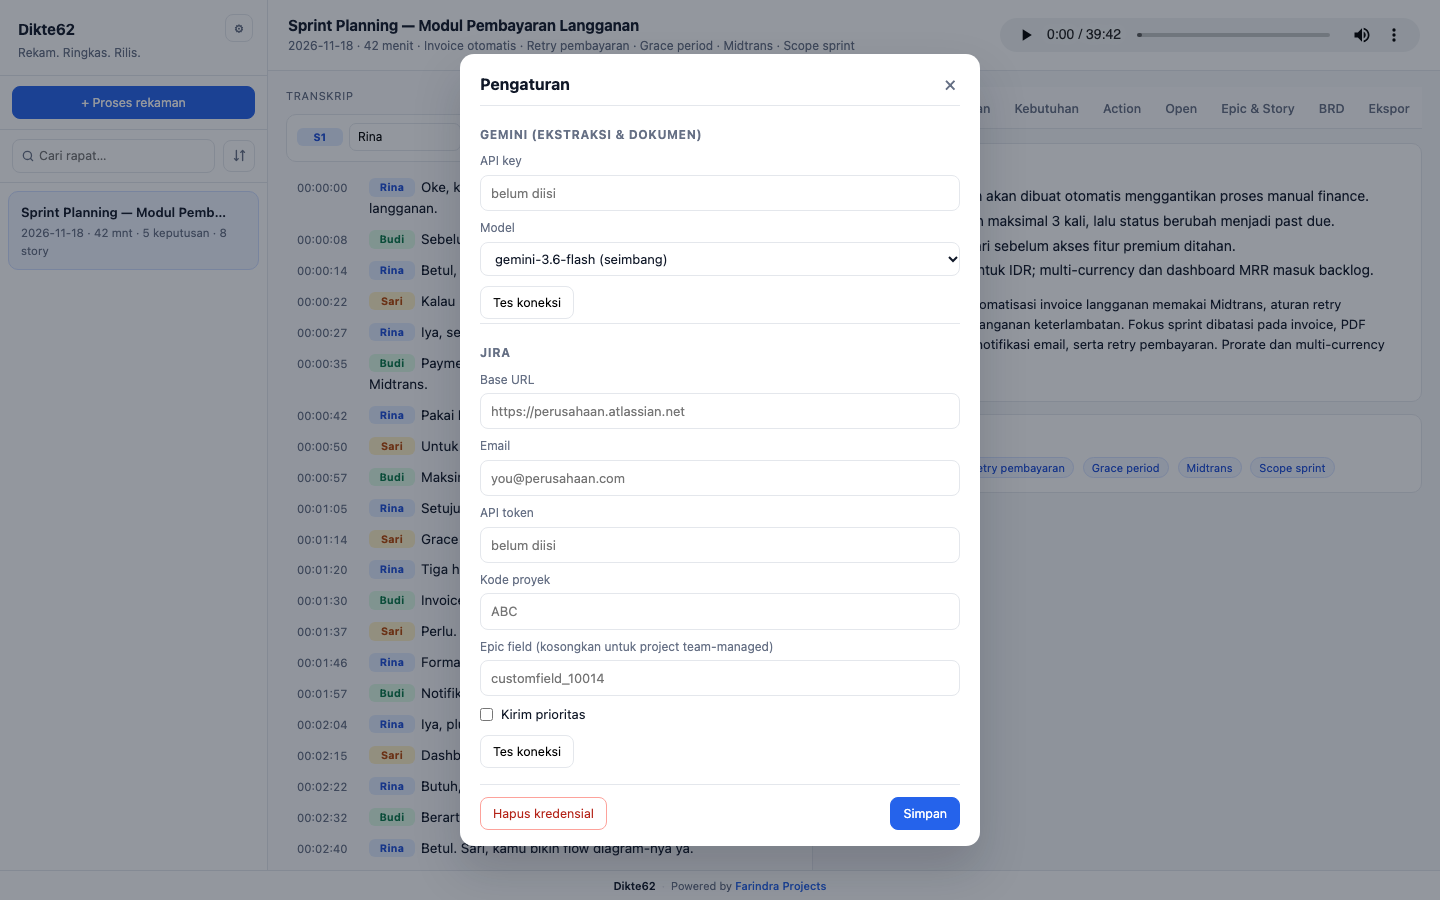 Dikte62
Rekam. Ringkas. Rilis.
+ Proses rekaman
Cari rapat...
Sprint Planning — Modul Pemb...
2026-11-18 · 42 mnt · 5 keputusan · 8
story
Sprint Planning — Modul Pembayaran Langganan
2026-11-18 · 42 menit · Invoice otomatis · Retry pembayaran · Grace period · Midtrans · Scope sprint
0:00 / 39:42
TRANSKRIP
S1 Rina
00:00:00 Rina Oke, k
langganan.
00:00:08 Budi Sebelu
00:00:14 Rina Betul,
00:00:22 Sari Kalau
00:00:27 Rina Iya, se
00:00:35 Budi Payme
Midtrans.
00:00:42 Rina Pakai
00:00:50 Sari Untuk
00:00:57 Budi Maksi
00:01:05 Rina Setuju
00:01:14 Sari Grace
00:01:20 Rina Tiga h
00:01:30 Budi Invoice
00:01:37 Sari Perlu.
00:01:46 Rina Forma
00:01:57 Budi Notifik
00:02:04 Rina Iya, plu
00:02:15 Sari Dashb
00:02:22 Rina Butuh,
00:02:32 Budi Berart
00:02:40 Rina Betul. Sari, kamu bikin flow diagram-nya ya.
Pengaturan
GEMINI (EKSTRAKSI & DOKUMEN)
API key
belum diisi
Model
gemini-3.6-flash (seimbang)
Tes koneksi
JIRA
Base URL
https://perusahaan.atlassian.net
Email
you@perusahaan.com
API token
belum diisi
Kode proyek
ABC
Epic field (kosongkan untuk project team-managed)
customfield_10014
Kirim prioritas
Tes koneksi
Hapus kredensial
Simpan
an Kebutuhan Action Open Epic & Story BRD Ekspor
akan dibuat otomatis menggantikan proses manual finance.
maksimal 3 kali, lalu status berubah menjadi past due.
ari sebelum akses fitur premium ditahan.
ntuk IDR; multi-currency dan dashboard MRR masuk backlog.
omatisasi invoice langganan memakai Midtrans, aturan retry
anganan keterlambatan. Fokus sprint dibatasi pada invoice, PDF
notifikasi email, serta retry pembayaran. Prorate dan multi-currency
etry pembayaran Grace period Midtrans Scope sprint
Dikte62 · Powered by Farindra Projects